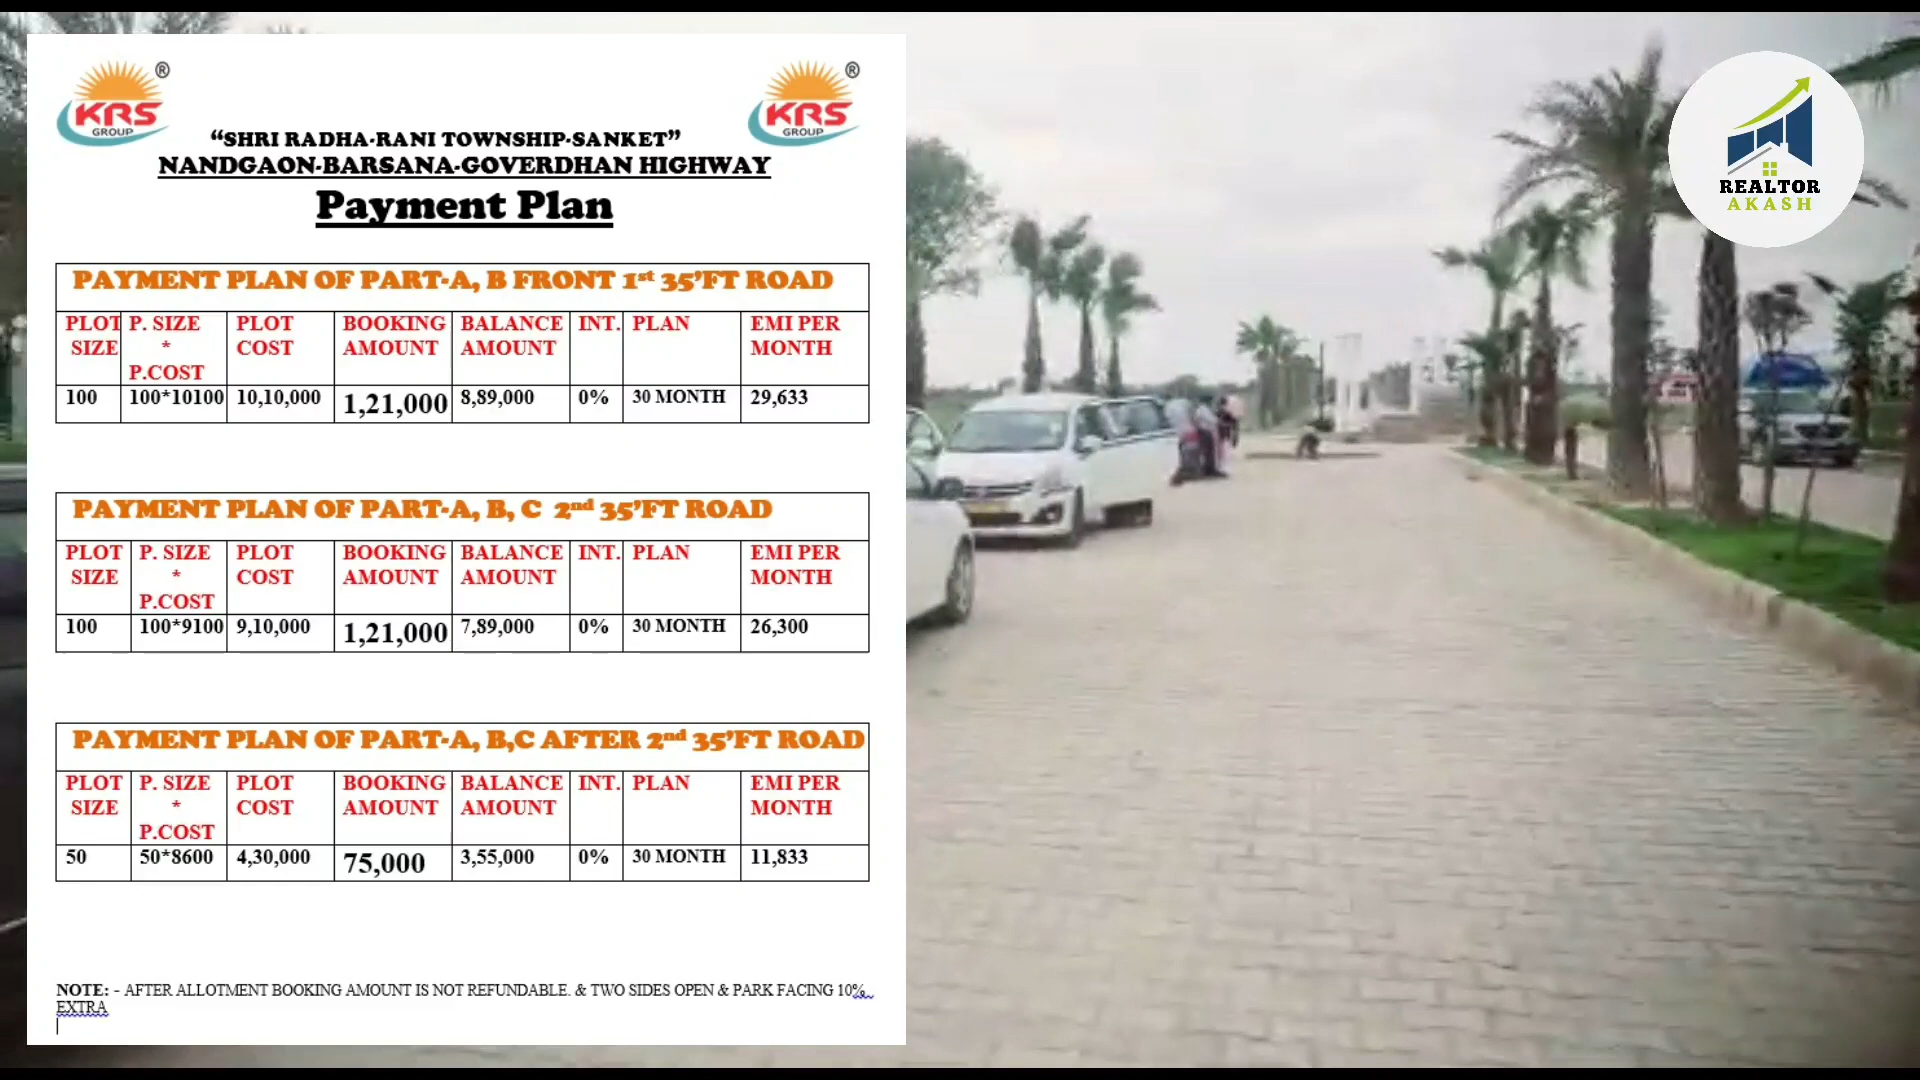 KRS ®
GROUP
KRS ®
GROUP
“SHRI RADHA-RANI TOWNSHIP-SANKET”
NANDGAON-BARSANA-GOVERDHAN HIGHWAY
Payment Plan
PAYMENT PLAN OF PART-A, B FRONT 1st 35’FT ROAD
PLOT SIZE P. SIZE * P.COST PLOT COST BOOKING AMOUNT BALANCE AMOUNT INT. PLAN EMI PER MONTH
100 100*10100 10,10,000 1,21,000 8,89,000 0% 30 MONTH 29,633
PAYMENT PLAN OF PART-A, B, C 2nd 35’FT ROAD
PLOT SIZE P. SIZE * P.COST PLOT COST BOOKING AMOUNT BALANCE AMOUNT INT. PLAN EMI PER MONTH
100 100*9100 9,10,000 1,21,000 7,89,000 0% 30 MONTH 26,300
PAYMENT PLAN OF PART-A, B,C AFTER 2nd 35’FT ROAD
PLOT SIZE P. SIZE * P.COST PLOT COST BOOKING AMOUNT BALANCE AMOUNT INT. PLAN EMI PER MONTH
50 50*8600 4,30,000 75,000 3,55,000 0% 30 MONTH 11,833
NOTE: - AFTER ALLOTMENT BOOKING AMOUNT IS NOT REFUNDABLE. & TWO SIDES OPEN & PARK FACING 10%
EXTRA
REALTOR
AKASH